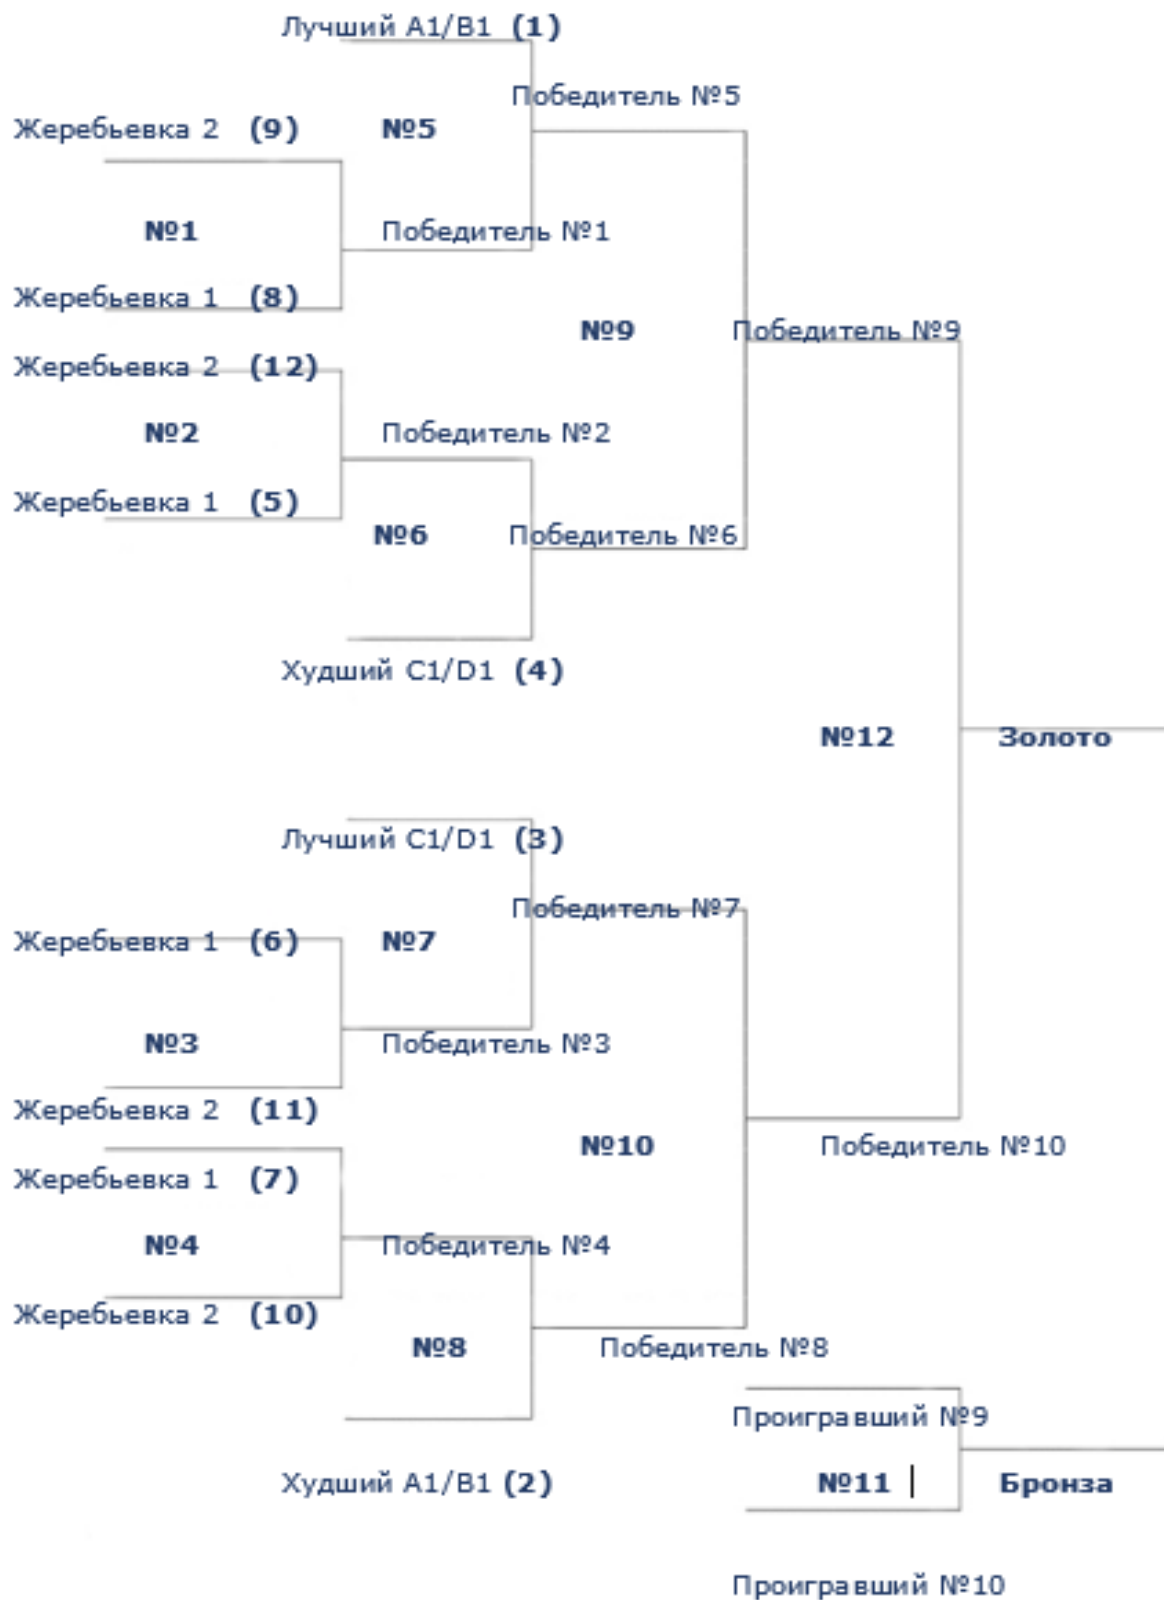 Лучший A1/B1 (1)
Победитель №5
Жеребьевка 2 (9) №5
№1 Победитель №1
Жеребьевка 1 (8)
№9 Победитель №9
Жеребьевка 2 (12)
№2 Победитель №2
Жеребьевка 1 (5)
№6 Победитель №6
Худший C1/D1 (4)
№12 Золото
Лучший C1/D1 (3)
Победитель №7
Жеребьевка 1 (6) №7
№3 Победитель №3
Жеребьевка 2 (11)
№10 Победитель №10
Жеребьевка 1 (7)
№4 Победитель №4
Жеребьевка 2 (10)
№8 Победитель №8
Проигравший №9
Худший A1/B1 (2) №11 Бронза
Проигравший №10